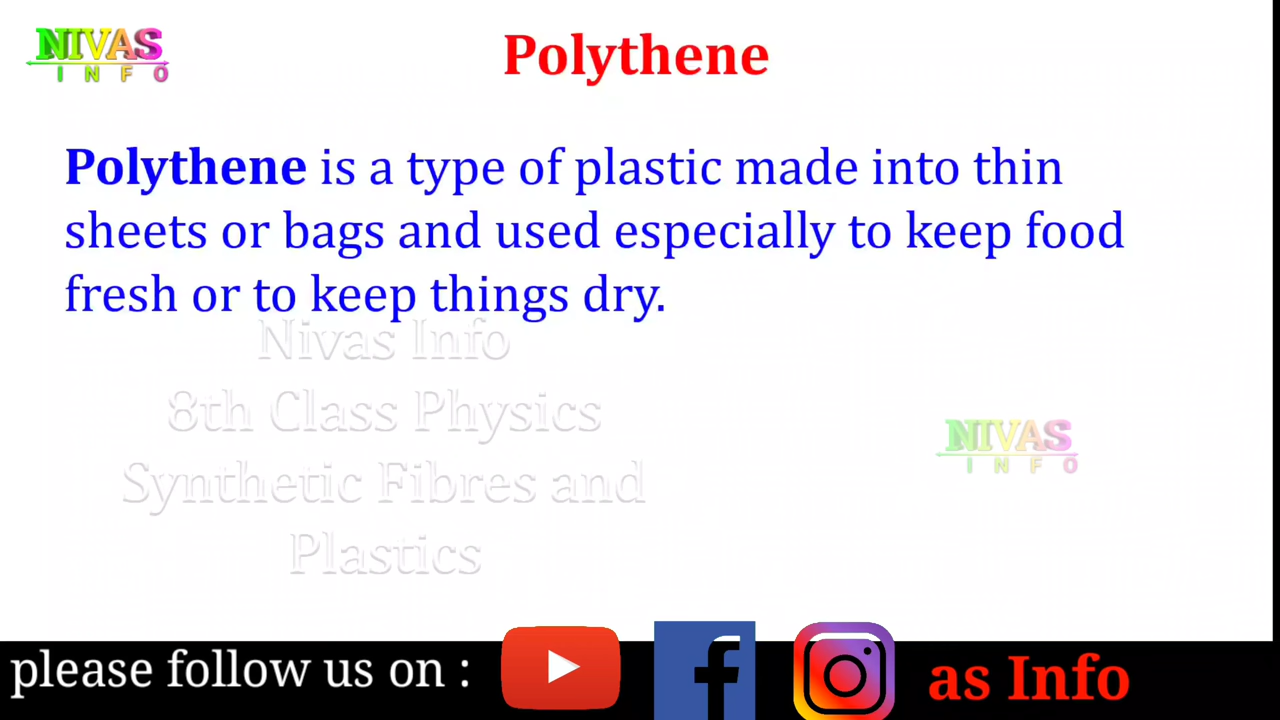 NIVAS
INFO
Polythene
Polythene is a type of plastic made into thin
sheets or bags and used especially to keep food
fresh or to keep things dry.
Nivas Info
8th Class Physics
Synthetic Fibres and
Plastics
NIVAS
INFO
please follow us on :
as Info